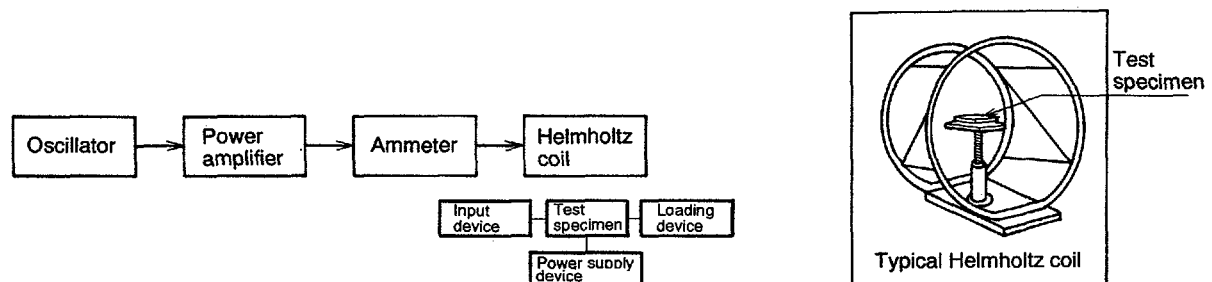 Oscillator
Power
amplifier
Ammeter
Helmholtz
coil
Input
device
Test
specimen
Loading
device
Power supply
device
Test
specimen
Typical Helmholtz coil